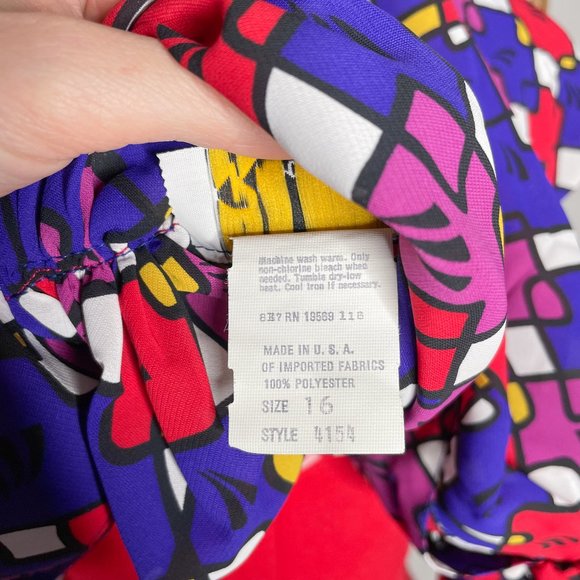 Machine wash warm. Only
non-chlorine bleach when
needed. Tumble dry-low
heat. Cool iron if necessary.
RN 19569 118
MADE IN U.S.A.
OF IMPORTED FABRICS
100% POLYESTER
SIZE 16
STYLE 4154